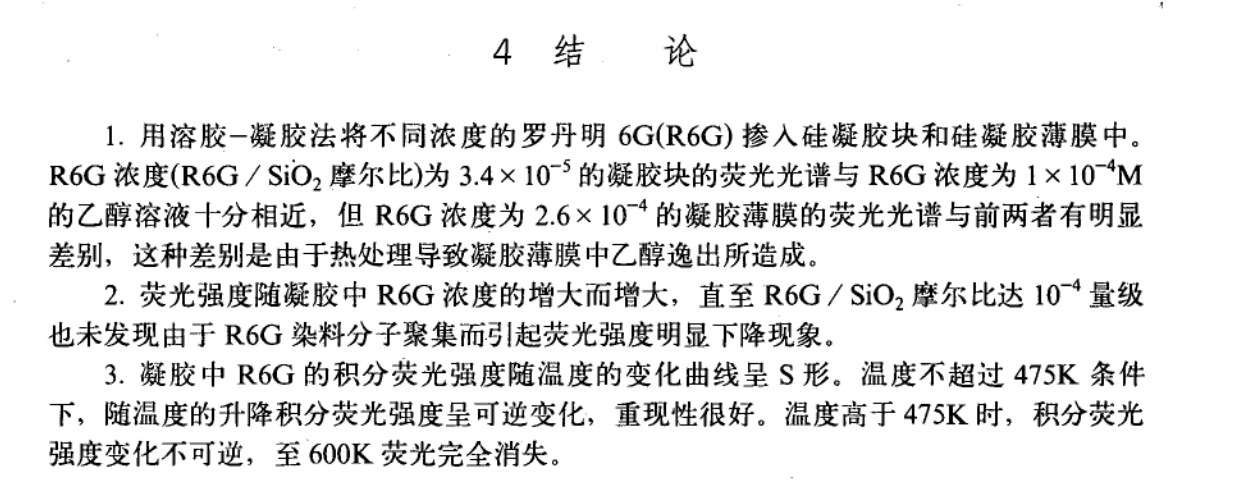 4 结 论
1. 用溶胶-凝胶法将不同浓度的罗丹明 6G(R6G) 掺入硅凝胶块和硅凝胶薄膜中。
R6G 浓度(R6G / SiO₂ 摩尔比)为 3.4 × 10⁻⁵ 的凝胶块的荧光光谱与 R6G 浓度为 1 × 10⁻⁴M
的乙醇溶液十分相近，但 R6G 浓度为 2.6 × 10⁻⁴ 的凝胶薄膜的荧光光谱与前两者有明显
差别，这种差别是由于热处理导致凝胶薄膜中乙醇逸出所造成。
2. 荧光强度随凝胶中 R6G 浓度的增大而增大，直至 R6G / SiO₂ 摩尔比达 10⁻⁴ 量级
也未发现由于 R6G 染料分子聚集而引起荧光强度明显下降现象。
3. 凝胶中 R6G 的积分荧光强度随温度的变化曲线呈 S 形。温度不超过 475K 条件
下，随温度的升降积分荧光强度呈可逆变化，重现性很好。温度高于 475K 时，积分荧光
强度变化不可逆，至 600K 荧光完全消失。